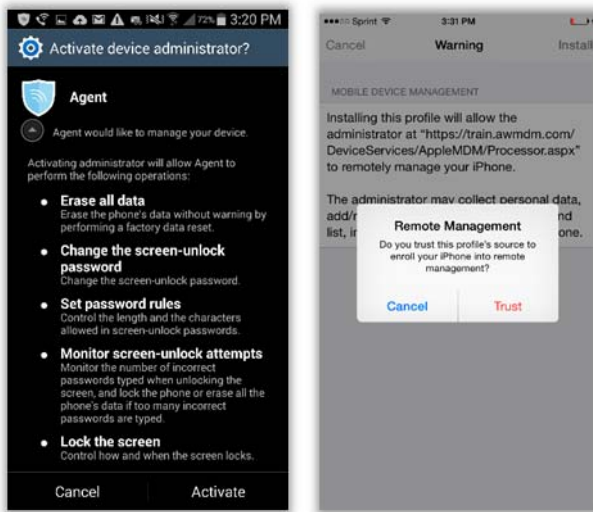 72% 3:20 PM
Activate device administrator?
Agent
Agent would like to manage your device.
Activating administrator will allow Agent to
perform the following operations:
Erase all data
Erase the phone's data without warning by
performing a factory data reset.
Change the screen-unlock
password
Change the screen-unlock password.
Set password rules
Control the length and the characters
allowed in screen-unlock passwords.
Monitor screen-unlock attempts
Monitor the number of incorrect
passwords typed when unlocking the
screen, and lock the phone or erase all the
phone's data if too many incorrect
passwords are typed.
Lock the screen
Control how and when the screen locks.
Cancel Activate
Sprint 3:31 PM
Cancel Warning Install
MOBILE DEVICE MANAGEMENT
Installing this profile will allow the
administrator at "https://train.awmdm.com/
DeviceServices/AppleMDM/Processor.aspx"
to remotely manage your iPhone.
The administrator may collect personal data,
list,
Remote Management
Do you trust this profile's source to
enroll your iPhone into remote
management?
Cancel Trust